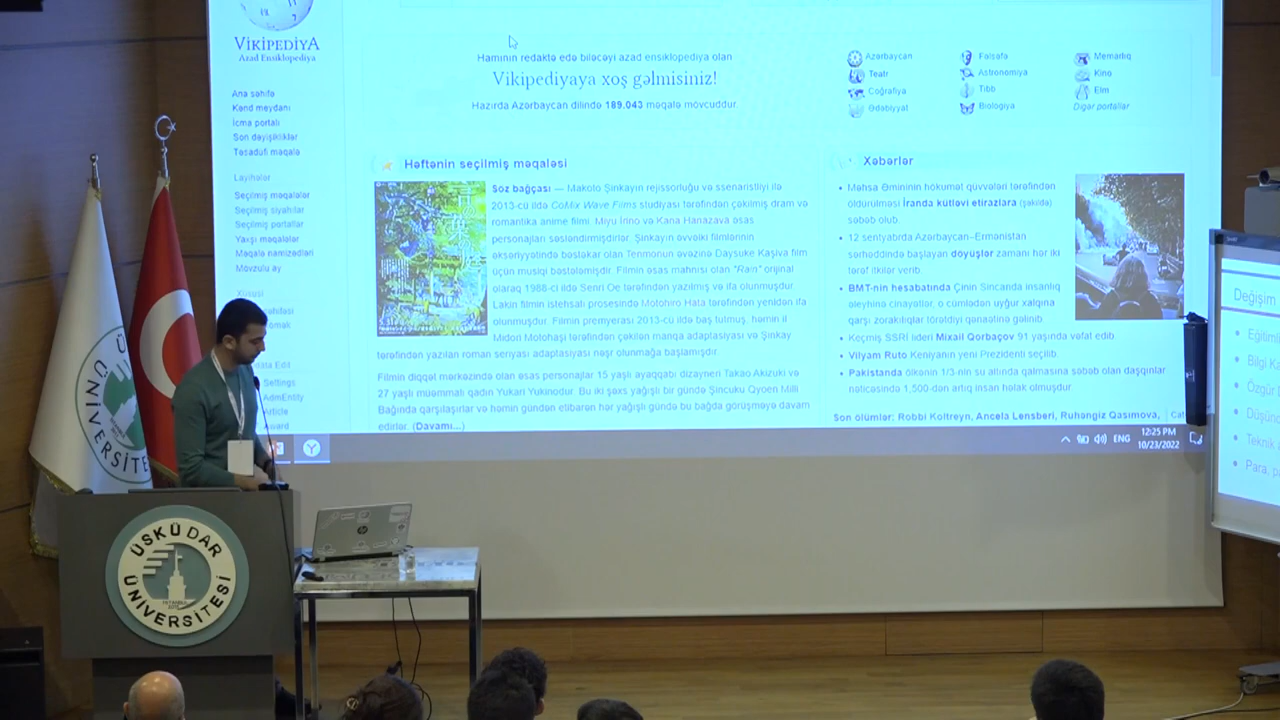 VİKİPEDİYA
Azad Ensiklopediya
Ana səhifə
Kənd meydanı
İcma portalı
Son dəyişikliklər
Təsadüfi məqalə
Layihələr
Seçilmiş məqalələr
Seçilmiş siyahılar
Seçilmiş portallar
Yaxşı məqalələr
Məqalə namizədləri
Mövzulu ay
Xüsusi
Edit
Settings
Article
Hamının redaktə edə biləcəyi azad ensiklopediya olan
Vikipediyaya xoş gəlmisiniz!
Hazırda Azərbaycan dilində 189.043 məqalə mövcuddur.
Azərbaycan
Teatr
Coğrafiya
Ədəbiyyat
Fəlsəfə
Astronomiya
Tibb
Biologiya
Memarlıq
Kino
Elm
Digər portallar
Həftənin seçilmiş məqaləsi
Söz bağçası — Makoto Şinkayın rejissorluğu və ssenaristliyi ilə
2013-cü ildə CoMix Wave Films studiyası tərəfindən çəkilmiş dram və
romantika anime filmi. Miyu İrino və Kana Hanazava əsas
personajları səsləndirmişdirlər. Şinkayın əvvəlki filmlərinin
əksəriyyətində bəstəkar olan Tenmonun əvəzinə Daysuke Kaşiva film
üçün musiqi bəstələmişdir. Filmin əsas mahnısı olan "Rain" orijinal
olaraq 1988-ci ildə Senri Oe tərəfindən yazılmış və ifa olunmuşdur.
Lakin filmin istehsalı prosesində Motohiro Hata tərəfindən yenidən ifa
olunmuşdur. Filmin premyerası 2013-cü ildə baş tutmuş, həmin il
Midori Motohaşi tərəfindən çəkilən manqa adaptasiyası və Şinkay
tərəfindən yazılan roman seriyası adaptasiyası nəşr olunmağa başlamışdır.
Filmin diqqət mərkəzində olan əsas personajlar 15 yaşlı ayaqqabı dizayneri Takao Akizuki və
27 yaşlı müəmmalı qadın Yukari Yukinodur. Bu iki şəxs yağışlı bir gündə Şincuku Qyoen Milli
Bağında qarşılaşırlar və həmin gündən etibarən hər yağışlı gündə bu bağda görüşməyə davam
edirlər. (Davamı...)
Xəbərlər
• Məhsa Əmininin hökumət qüvvələri tərəfindən
öldürülməsi İranda kütləvi etirazlara (şəkildə)
səbəb olub.
• 12 sentyabrda Azərbaycan–Ermənistan
sərhəddində başlayan döyüşlər zamanı hər iki
tərəf itkilər verib.
• BMT-nin hesabatında Çinin Sincanda insanlıq
əleyhinə cinayətlər, o cümlədən uyğur xalqına
qarşı zorakılıqlar törətdiyi qənaətinə gəlinib.
• Keçmiş SSRİ lideri Mixail Qorbaçov 91 yaşında vəfat edib.
• Vilyam Ruto Keniyanın yeni Prezidenti seçilib.
• Pakistanda ölkənin 1/3-nin su altında qalmasına səbəb olan daşqınlar
nəticəsində 1,500-dən artıq insan həlak olmuşdur.
Son ölümlər: Robbi Koltreyn, Ancela Lensberi, Ruhəngiz Qasımova,
ENG
12:25 PM
10/23/2022
Değişim
• Bilgi
• Özgür
• Teknik
• Para,
ÜSKÜDAR
ÜNİVERSİTESİ
İSTANBUL
hp